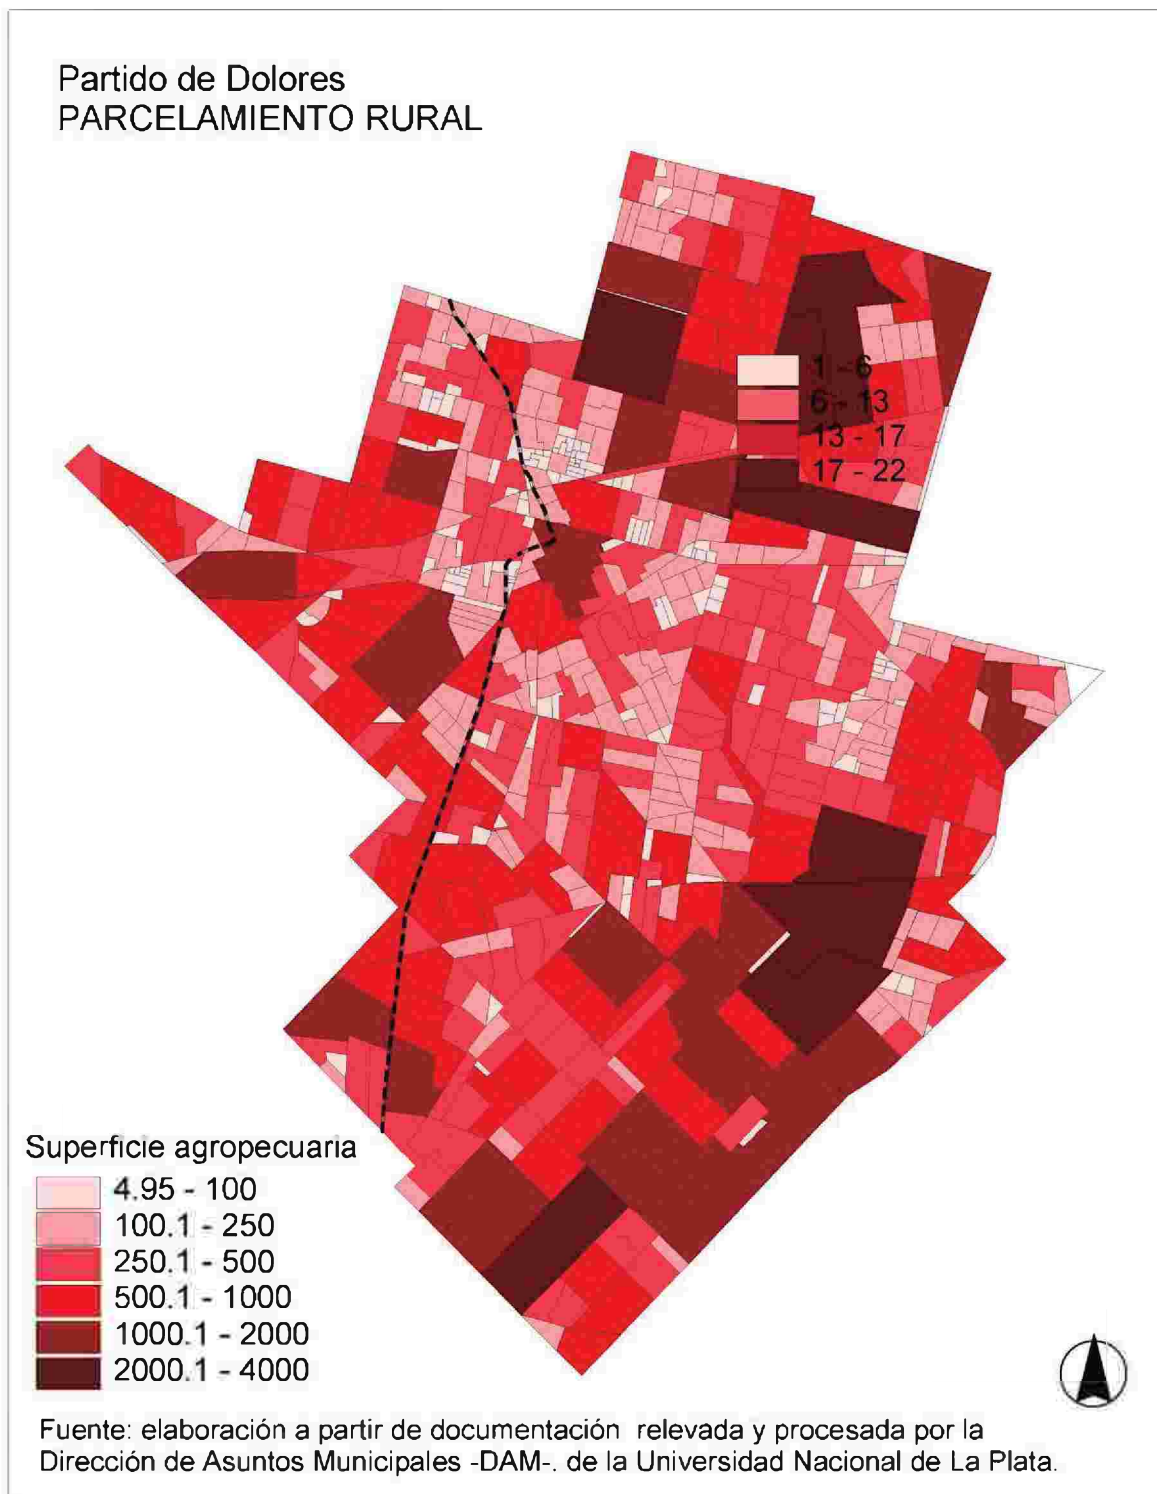 Partido de Dolores
PARCELAMIENTO RURAL
1 - 6
6 - 13
13 - 17
17 - 22
Superficie agropecuaria
4.95 - 100
100.1 - 250
250.1 - 500
500.1 - 1000
1000.1 - 2000
2000.1 - 4000
Fuente: elaboración a partir de documentación relevada y procesada por la
Dirección de Asuntos Municipales -DAM-. de la Universidad Nacional de La Plata.